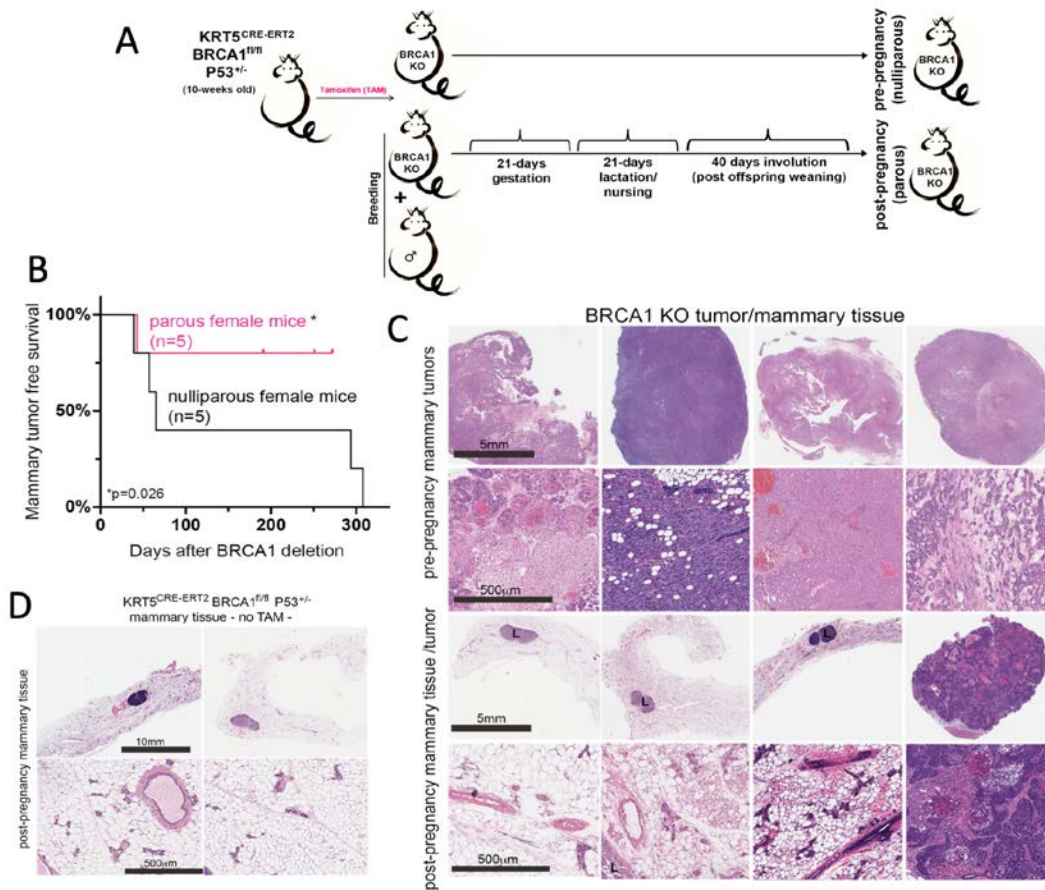 A
KRT5CRE-ERT2
BRCA1fl/fl
P53+/-
(10-weeks old)
Tamoxifen (TAM)
BRCA1
KO
pre-pregnancy
(nulliparous)
BRCA1
KO
Breeding
BRCA1
KO
+
♂
21-days
gestation
21-days
lactation/
nursing
40 days involution
(post offspring weaning)
post-pregnancy
(parous)
BRCA1
KO
B
Mammary tumor free survival
100%
50%
0%
parous female mice *
(n=5)
nulliparous female mice
(n=5)
*p=0.026
0
100
200
300
Days after BRCA1 deletion
C
BRCA1 KO tumor/mammary tissue
pre-pregnancy mammary tumors
5mm
500μm
post-pregnancy mammary tissue /tumor
L
L
L
5mm
500μm
L
D
KRT5CRE-ERT2 BRCA1fl/fl P53+/-
mammary tissue - no TAM -
post-pregnancy mammary tissue
10mm
500μm